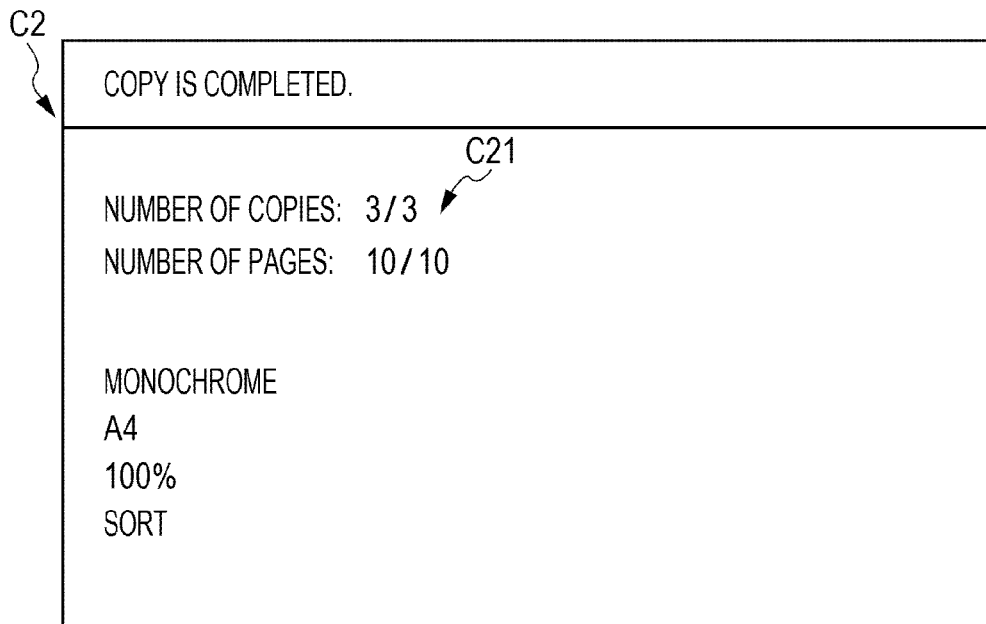 C2
COPY IS COMPLETED.
C21
NUMBER OF COPIES: 3/3
NUMBER OF PAGES: 10/10
MONOCHROME
A4
100%
SORT